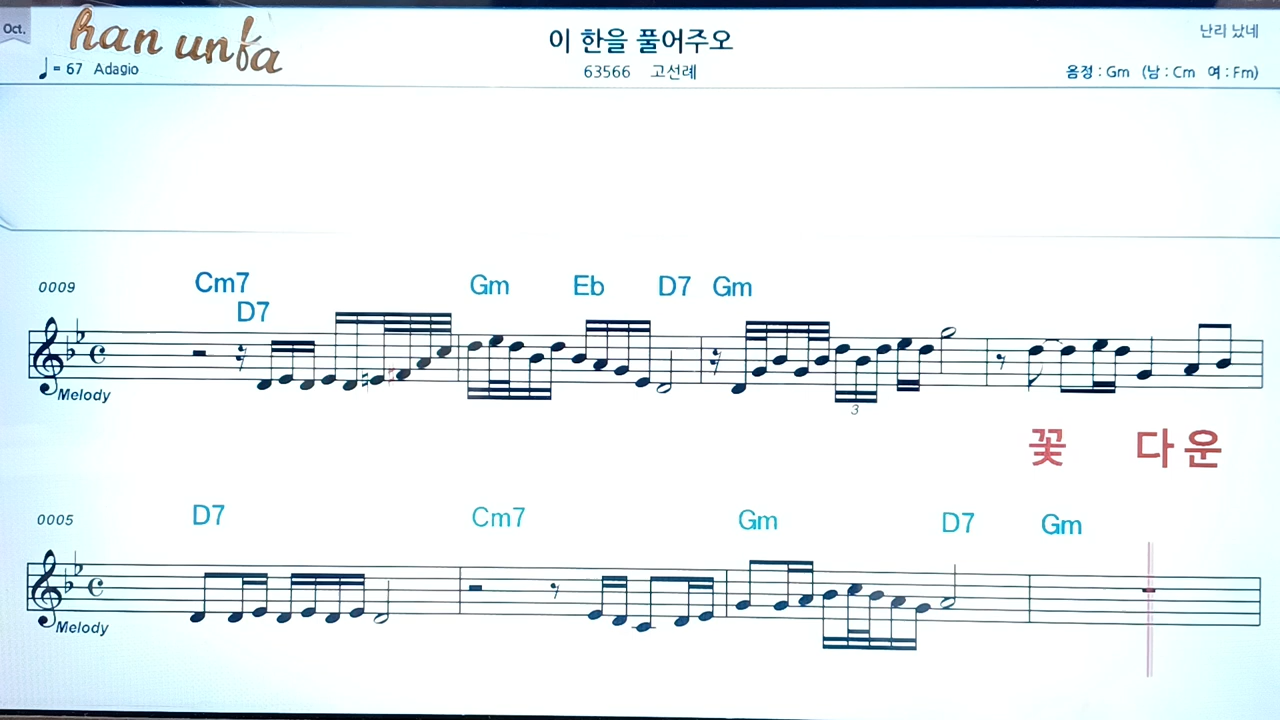 Oct.
han unfa
이 한을 풀어주오
난리 났네
♩ = 67 Adagio
63566 고선례
음정 : Gm (남 : Cm 여 : Fm)
0009
Cm7 D7 Gm Eb D7 Gm
Melody
3
꽃 다 운
0005
D7 Cm7 Gm D7 Gm
Melody